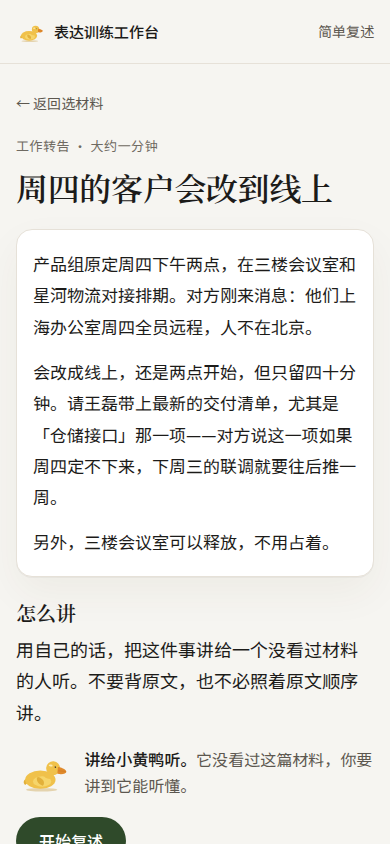 表达训练工作台
简单复述
← 返回选材料
工作转告 · 大约一分钟
周四的客户会改到线上
产品组原定周四下午两点，在三楼会议室和
星河物流对接排期。对方刚来消息：他们上
海办公室周四全员远程，人不在北京。
会改成线上，还是两点开始，但只留四十分
钟。请王磊带上最新的交付清单，尤其是
「仓储接口」那一项——对方说这一项如果
周四定不下来，下周三的联调就要往后推一
周。
另外，三楼会议室可以释放，不用占着。
怎么讲
用自己的话，把这件事讲给一个没看过材料
的人听。不要背原文，也不必照着原文顺序
讲。
讲给小黄鸭听。它没看过这篇材料，你要
讲到它能听懂。
开始复述